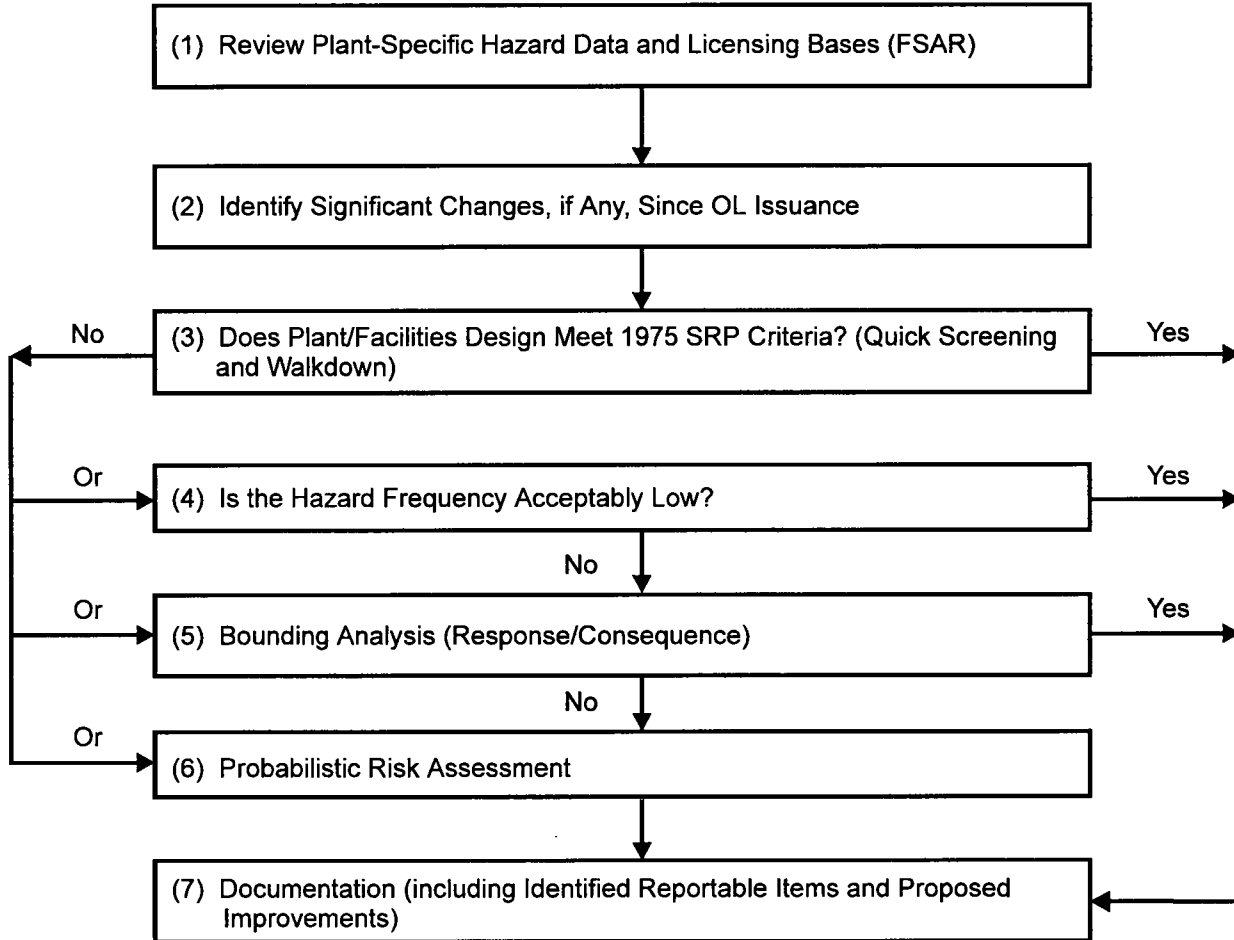 (1) Review Plant-Specific Hazard Data and Licensing Bases (FSAR)
(2) Identify Significant Changes, if Any, Since OL Issuance
No
(3) Does Plant/Facilities Design Meet 1975 SRP Criteria? (Quick Screening
and Walkdown)
Yes
Or
(4) Is the Hazard Frequency Acceptably Low?
Yes
No
Or
(5) Bounding Analysis (Response/Consequence)
Yes
No
Or
(6) Probabilistic Risk Assessment
(7) Documentation (including Identified Reportable Items and Proposed
Improvements)